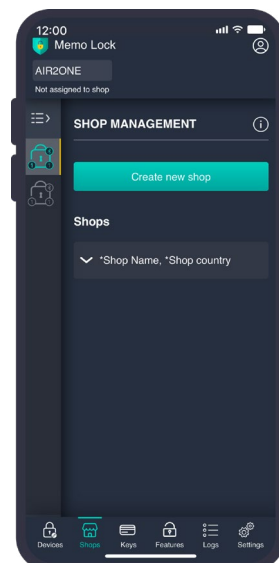 12:00
Memo Lock
AIR2ONE
Not assigned to shop
SHOP MANAGEMENT
Create new shop
Shops
*Shop Name, *Shop country
Devices Shops Keys Features Logs Settings